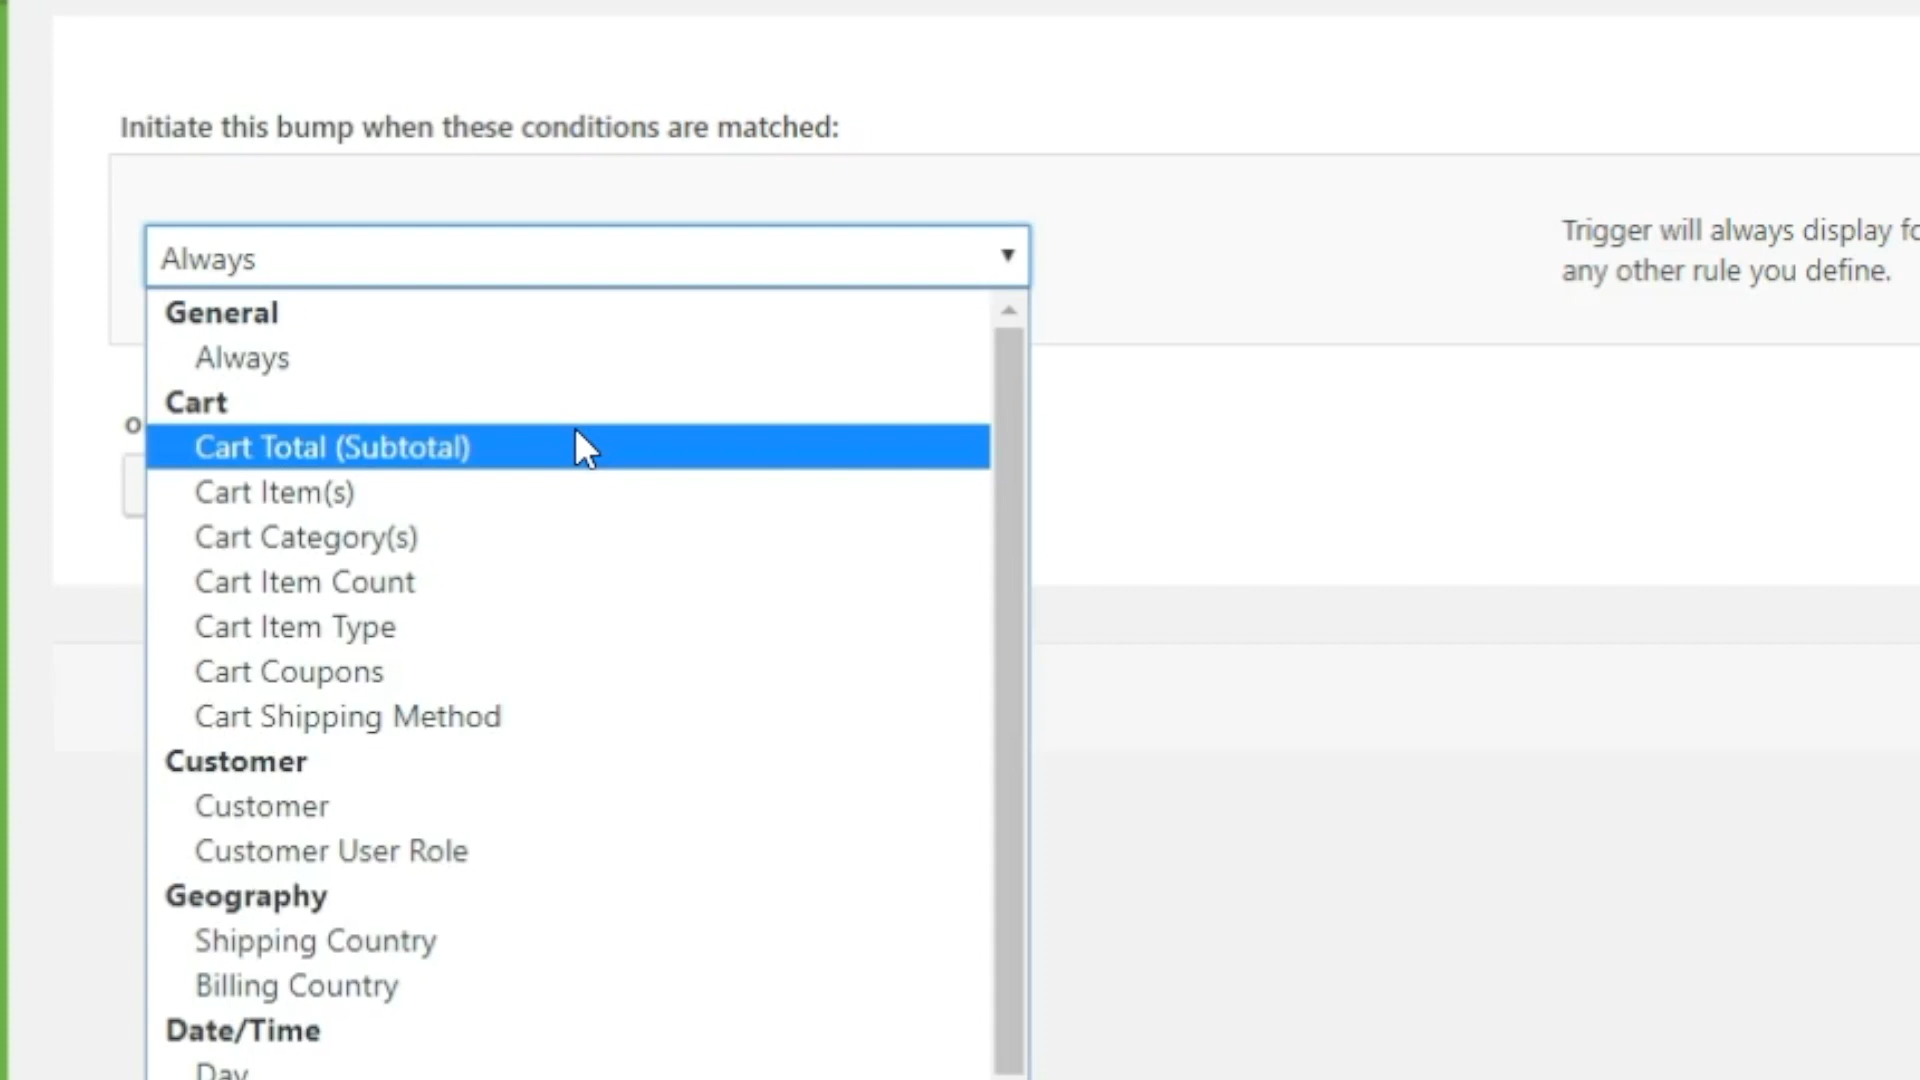 Initiate this bump when these conditions are matched:
Always
Trigger will always display
any other rule you define.
General
Always
Cart
Cart Total (Subtotal)
Cart Item(s)
Cart Category(s)
Cart Item Count
Cart Item Type
Cart Coupons
Cart Shipping Method
Customer
Customer
Customer User Role
Geography
Shipping Country
Billing Country
Date/Time
Day